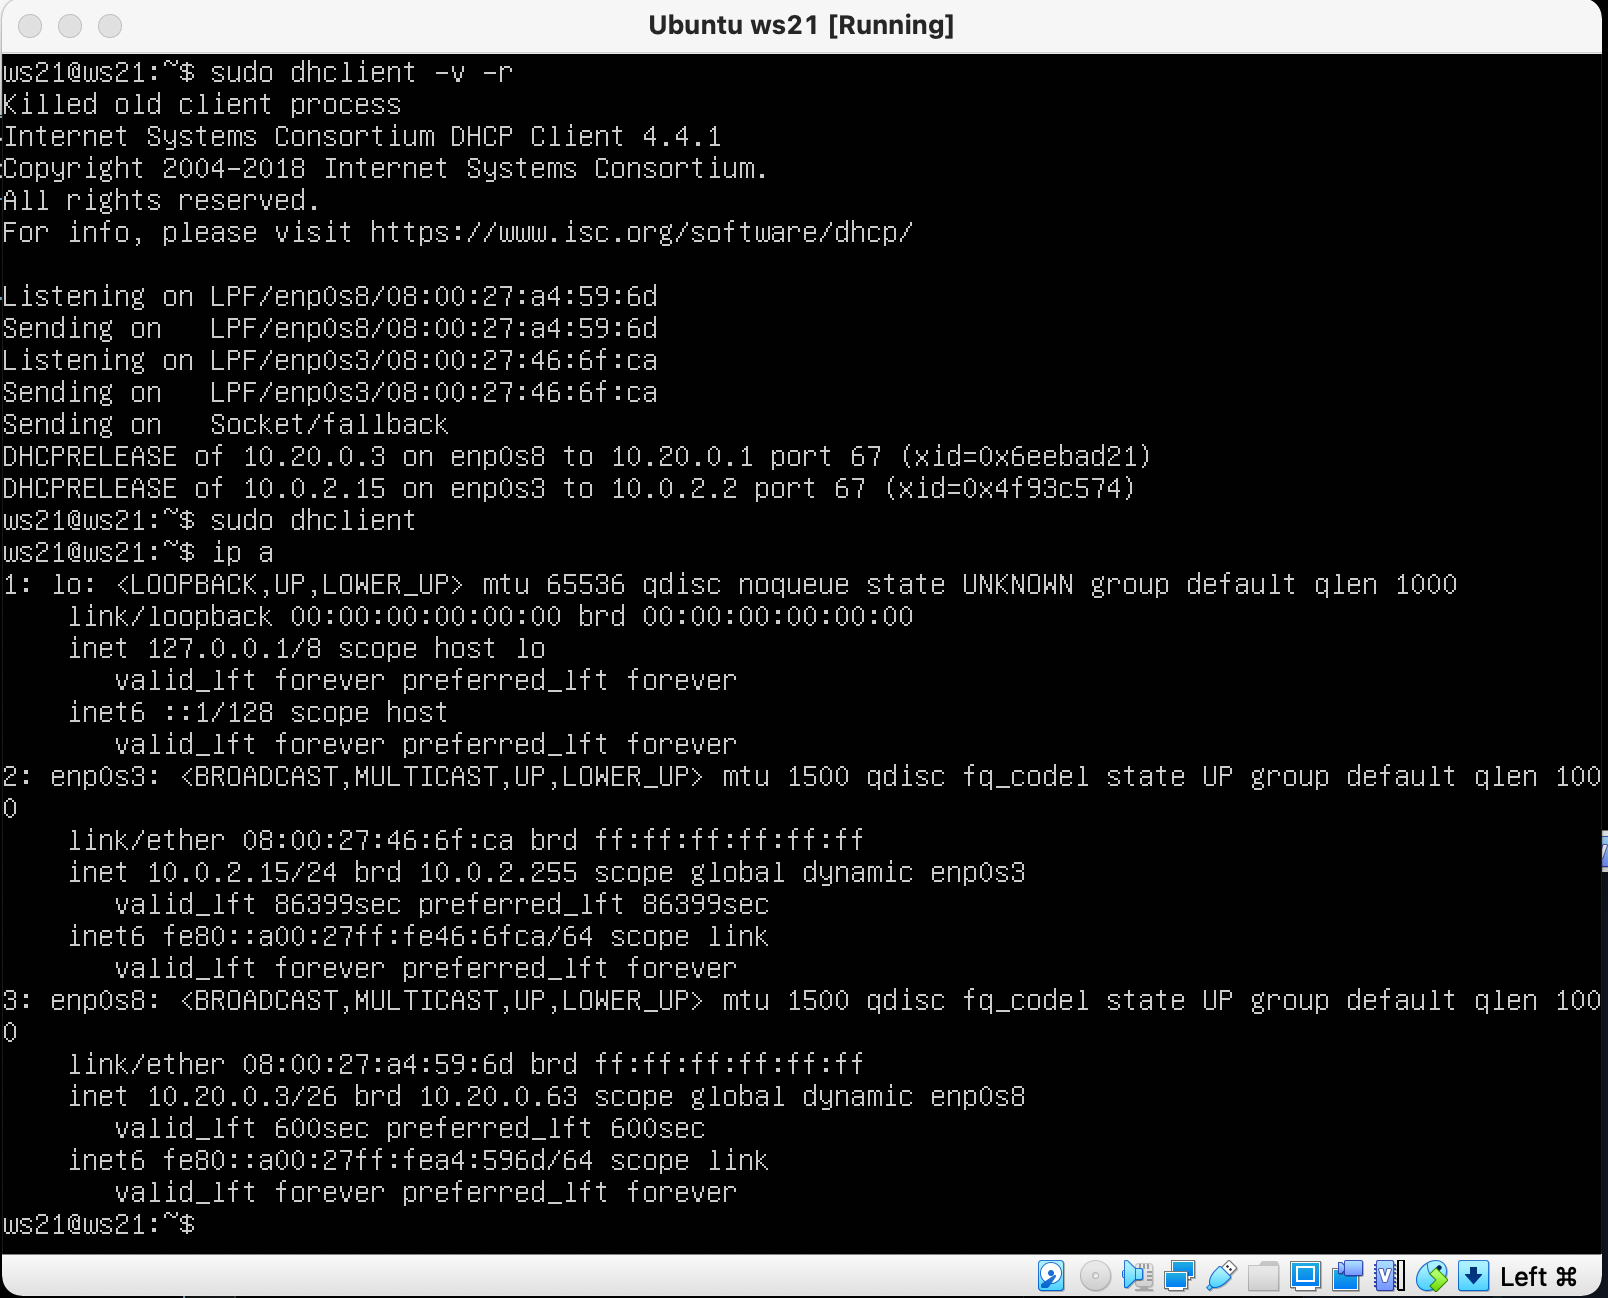 Ubuntu ws21 [Running]
ws21@ws21:~$ sudo dhclient -v -r
Killed old client process
Internet Systems Consortium DHCP Client 4.4.1
Copyright 2004-2018 Internet Systems Consortium.
All rights reserved.
For info, please visit https://www.isc.org/software/dhcp/

Listening on LPF/enp0s8/08:00:27:a4:59:6d
Sending on   LPF/enp0s8/08:00:27:a4:59:6d
Listening on LPF/enp0s3/08:00:27:46:6f:ca
Sending on   LPF/enp0s3/08:00:27:46:6f:ca
Sending on   Socket/fallback
DHCPRELEASE of 10.20.0.3 on enp0s8 to 10.20.0.1 port 67 (xid=0x6eebad21)
DHCPRELEASE of 10.0.2.15 on enp0s3 to 10.0.2.2 port 67 (xid=0x4f93c574)
ws21@ws21:~$ sudo dhclient
ws21@ws21:~$ ip a
1: lo: <LOOPBACK,UP,LOWER_UP> mtu 65536 qdisc noqueue state UNKNOWN group default qlen 1000
    link/loopback 00:00:00:00:00:00 brd 00:00:00:00:00:00
    inet 127.0.0.1/8 scope host lo
       valid_lft forever preferred_lft forever
    inet6 ::1/128 scope host
       valid_lft forever preferred_lft forever
2: enp0s3: <BROADCAST,MULTICAST,UP,LOWER_UP> mtu 1500 qdisc fq_codel state UP group default qlen 100
0
    link/ether 08:00:27:46:6f:ca brd ff:ff:ff:ff:ff:ff
    inet 10.0.2.15/24 brd 10.0.2.255 scope global dynamic enp0s3
       valid_lft 86399sec preferred_lft 86399sec
    inet6 fe80::a00:27ff:fe46:6fca/64 scope link
       valid_lft forever preferred_lft forever
3: enp0s8: <BROADCAST,MULTICAST,UP,LOWER_UP> mtu 1500 qdisc fq_codel state UP group default qlen 100
0
    link/ether 08:00:27:a4:59:6d brd ff:ff:ff:ff:ff:ff
    inet 10.20.0.3/26 brd 10.20.0.63 scope global dynamic enp0s8
       valid_lft 600sec preferred_lft 600sec
    inet6 fe80::a00:27ff:fea4:596d/64 scope link
       valid_lft forever preferred_lft forever
ws21@ws21:~$
Left ⌘